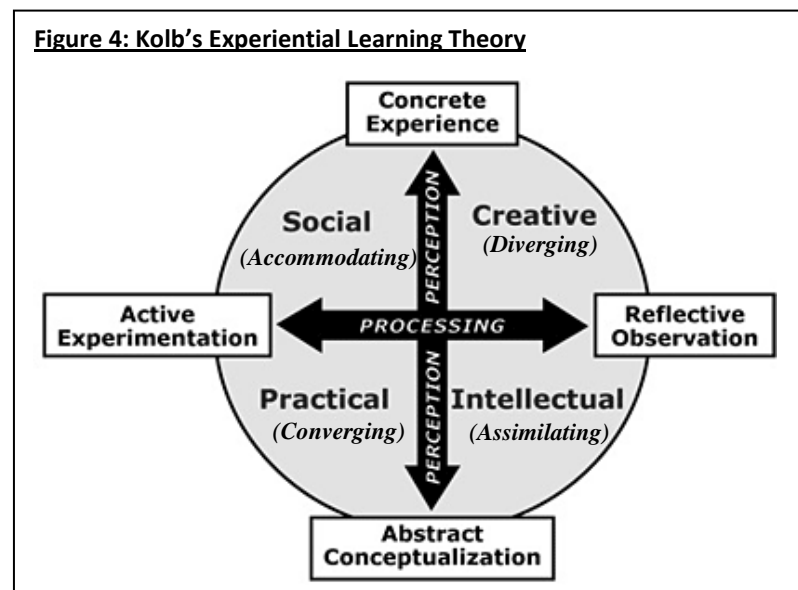 Figure 4: Kolb's Experiential Learning Theory
Concrete
Experience
Social
(Accommodating)
PERCEPTION
Creative
(Diverging)
Active
Experimentation
PROCESSING
Reflective
Observation
Practical
(Converging)
PERCEPTION
Intellectual
(Assimilating)
Abstract
Conceptualization